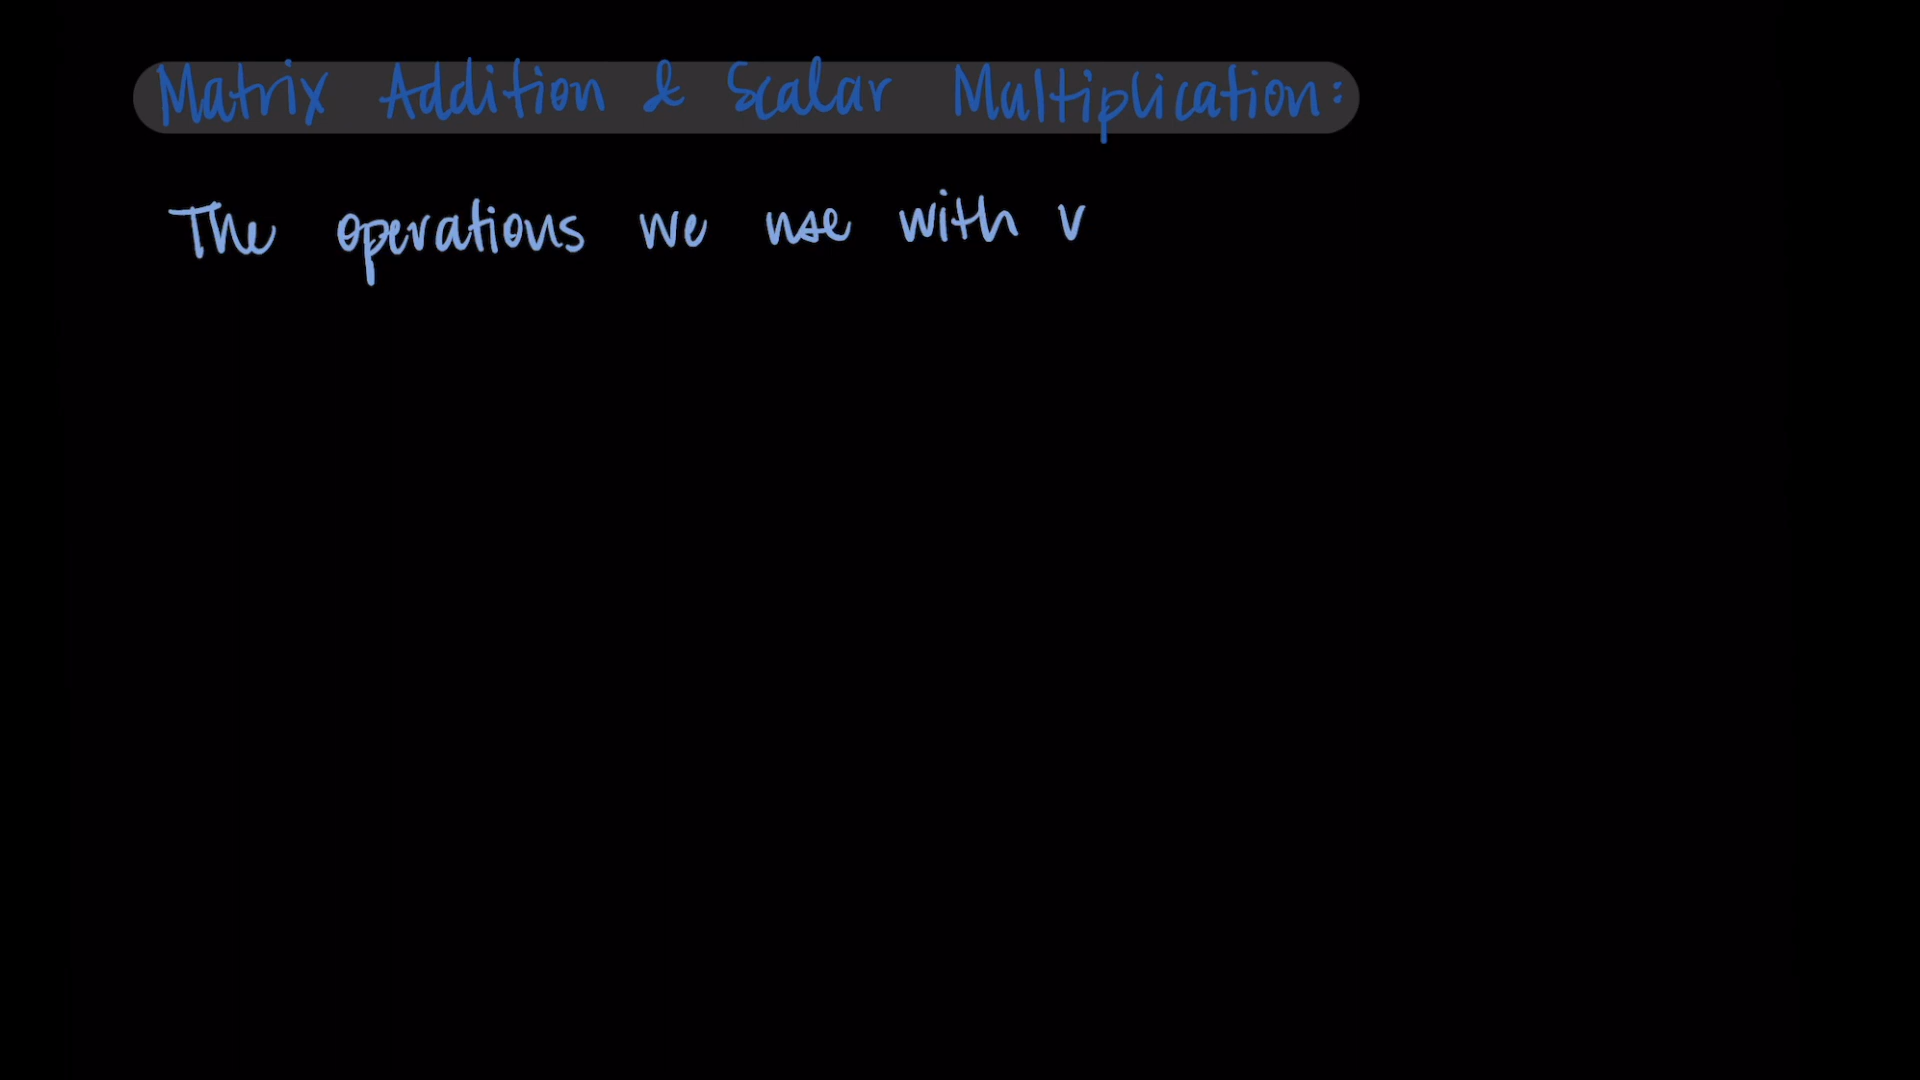 Matrix Addition & Scalar Multiplication:
The operations we use with v